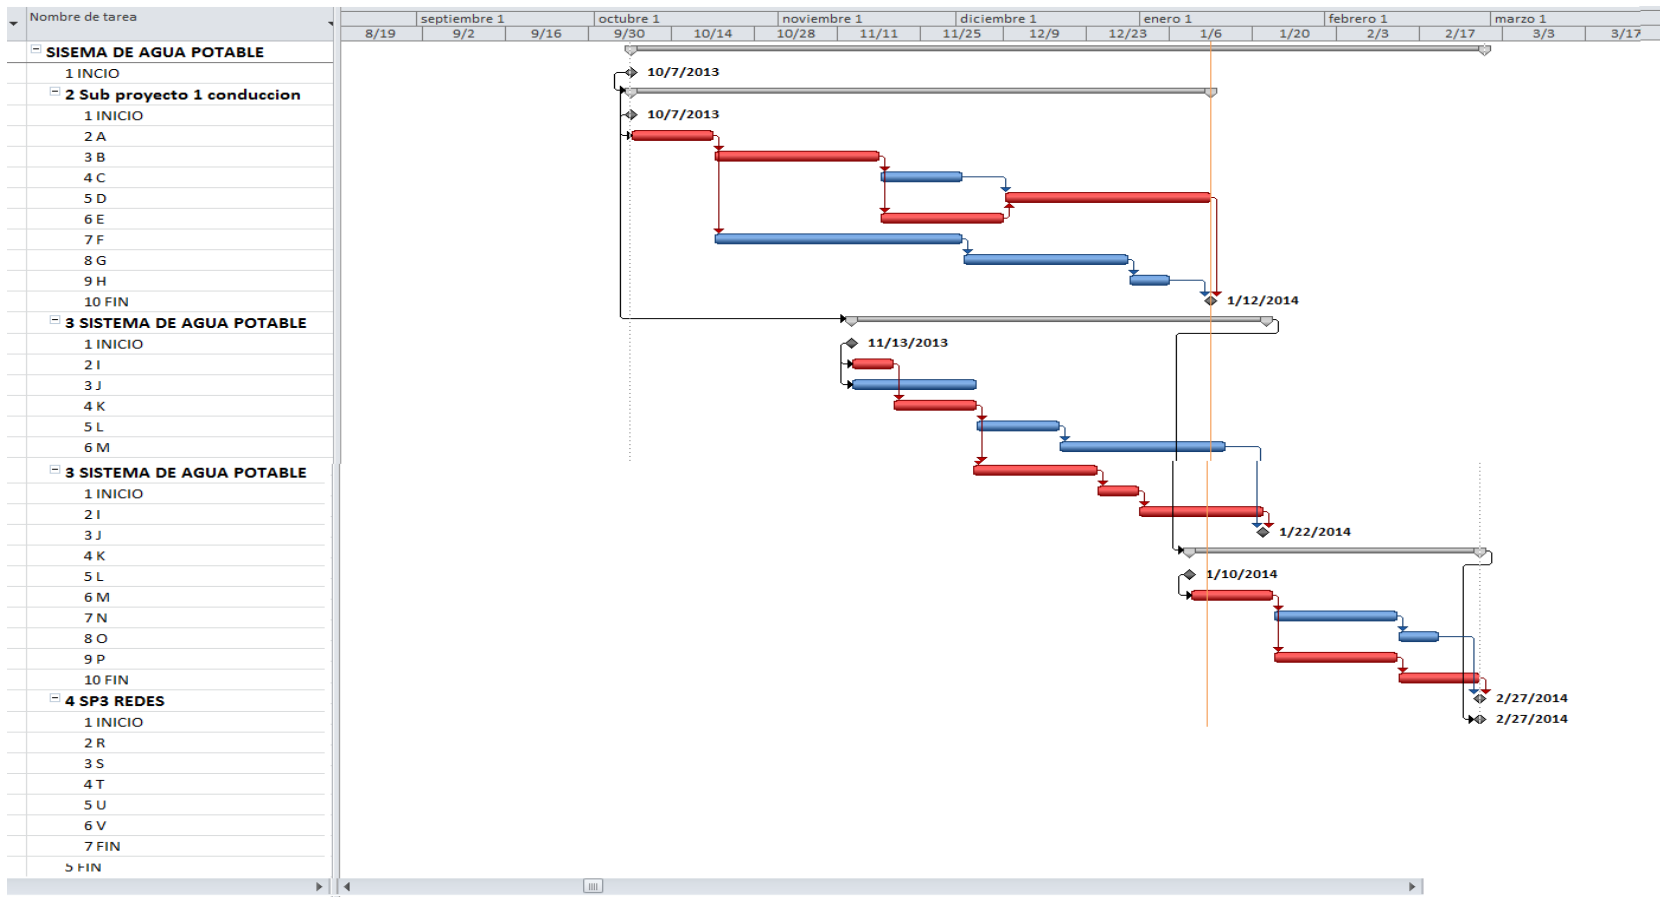 Nombre de tarea
septiembre 1 octubre 1 noviembre 1 diciembre 1 enero 1 febrero 1 marzo 1
8/19 9/2 9/16 9/30 10/14 10/28 11/11 11/25 12/9 12/23 1/6 1/20 2/3 2/17 3/3 3/17
SISEMA DE AGUA POTABLE
1 INCIO 10/7/2013
2 Sub proyecto 1 conduccion
1 INICIO 10/7/2013
2 A
3 B
4 C
5 D
6 E
7 F
8 G
9 H
10 FIN 1/12/2014
3 SISTEMA DE AGUA POTABLE
1 INICIO 11/13/2013
2 I
3 J
4 K
5 L
6 M
3 SISTEMA DE AGUA POTABLE
1 INICIO
2 I
3 J 1/22/2014
4 K
5 L 1/10/2014
6 M
7 N
8 O
9 P
10 FIN
4 SP3 REDES 2/27/2014
1 INICIO 2/27/2014
2 R
3 S
4 T
5 U
6 V
7 FIN
5 FIN